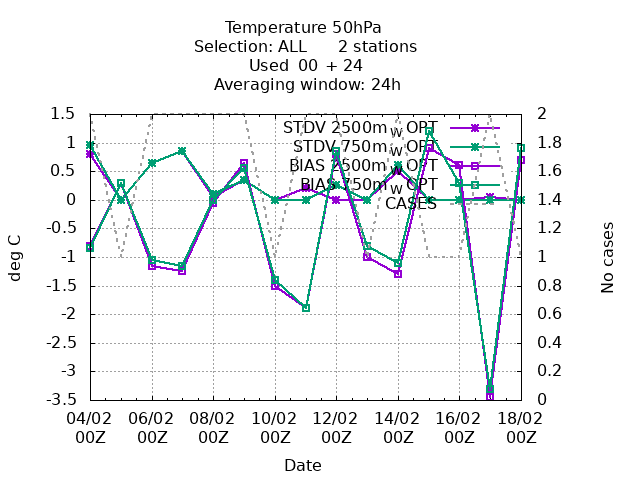 Temperature 50hPa
Selection: ALL 2 stations
Used 00 + 24
Averaging window: 24h
STDV 2500m_W OPT
STDV 750m_W OPT
BIAS 2500m_W OPT
BIAS 750m_W OPT
CASES
1.5
1
0.5
0
-0.5
-1
-1.5
-2
-2.5
-3
-3.5
2
1.8
1.6
1.4
1.2
1
0.8
0.6
0.4
0.2
0
deg C
No cases
04/02 06/02 08/02 10/02 12/02 14/02 16/02 18/02
00Z 00Z 00Z 00Z 00Z 00Z 00Z 00Z
Date